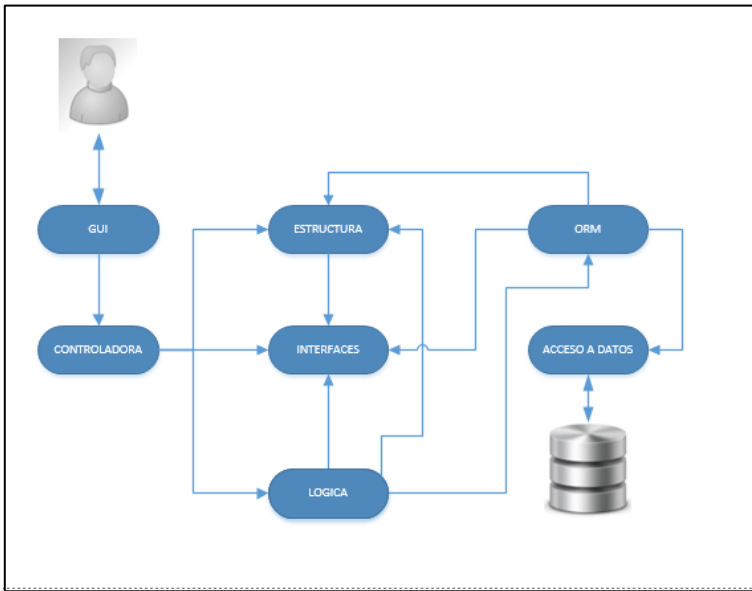 GUI
ESTRUCTURA
ORM
CONTROLADORA
INTERFACES
ACCESO A DATOS
LOGICA